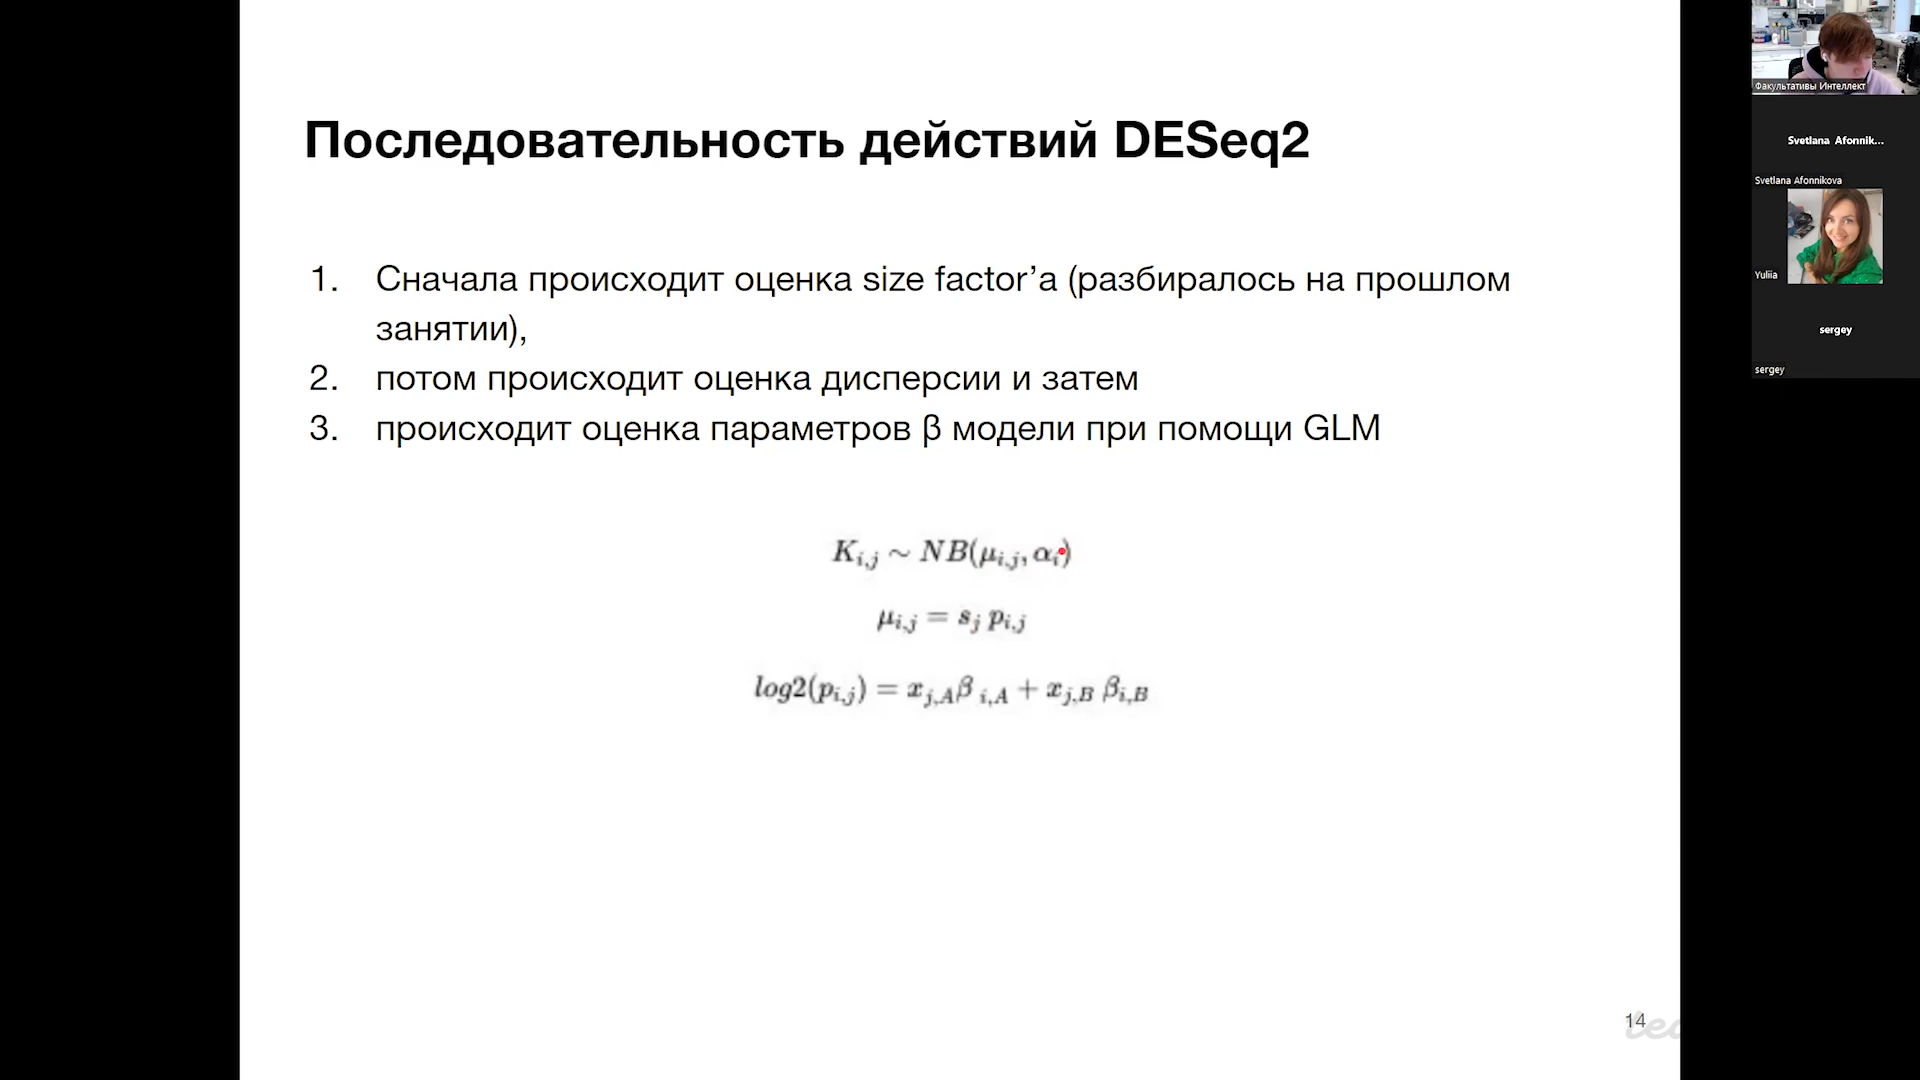 Последовательность действий DESeq2
1. Сначала происходит оценка size factor’а (разбиралось на прошлом
занятии),
2. потом происходит оценка дисперсии и затем
3. происходит оценка параметров β модели при помощи GLM
K_{i,j} ∼ NB(μ_{i,j}, α_i)
μ_{i,j} = s_j p_{i,j}
log2(p_{i,j}) = x_{j,A} β_{i,A} + x_{j,B} β_{i,B}
14
Факультативы Интеллект
Svetlana Afonnik...
Svetlana Afonnikova
Yuliia
sergey
sergey